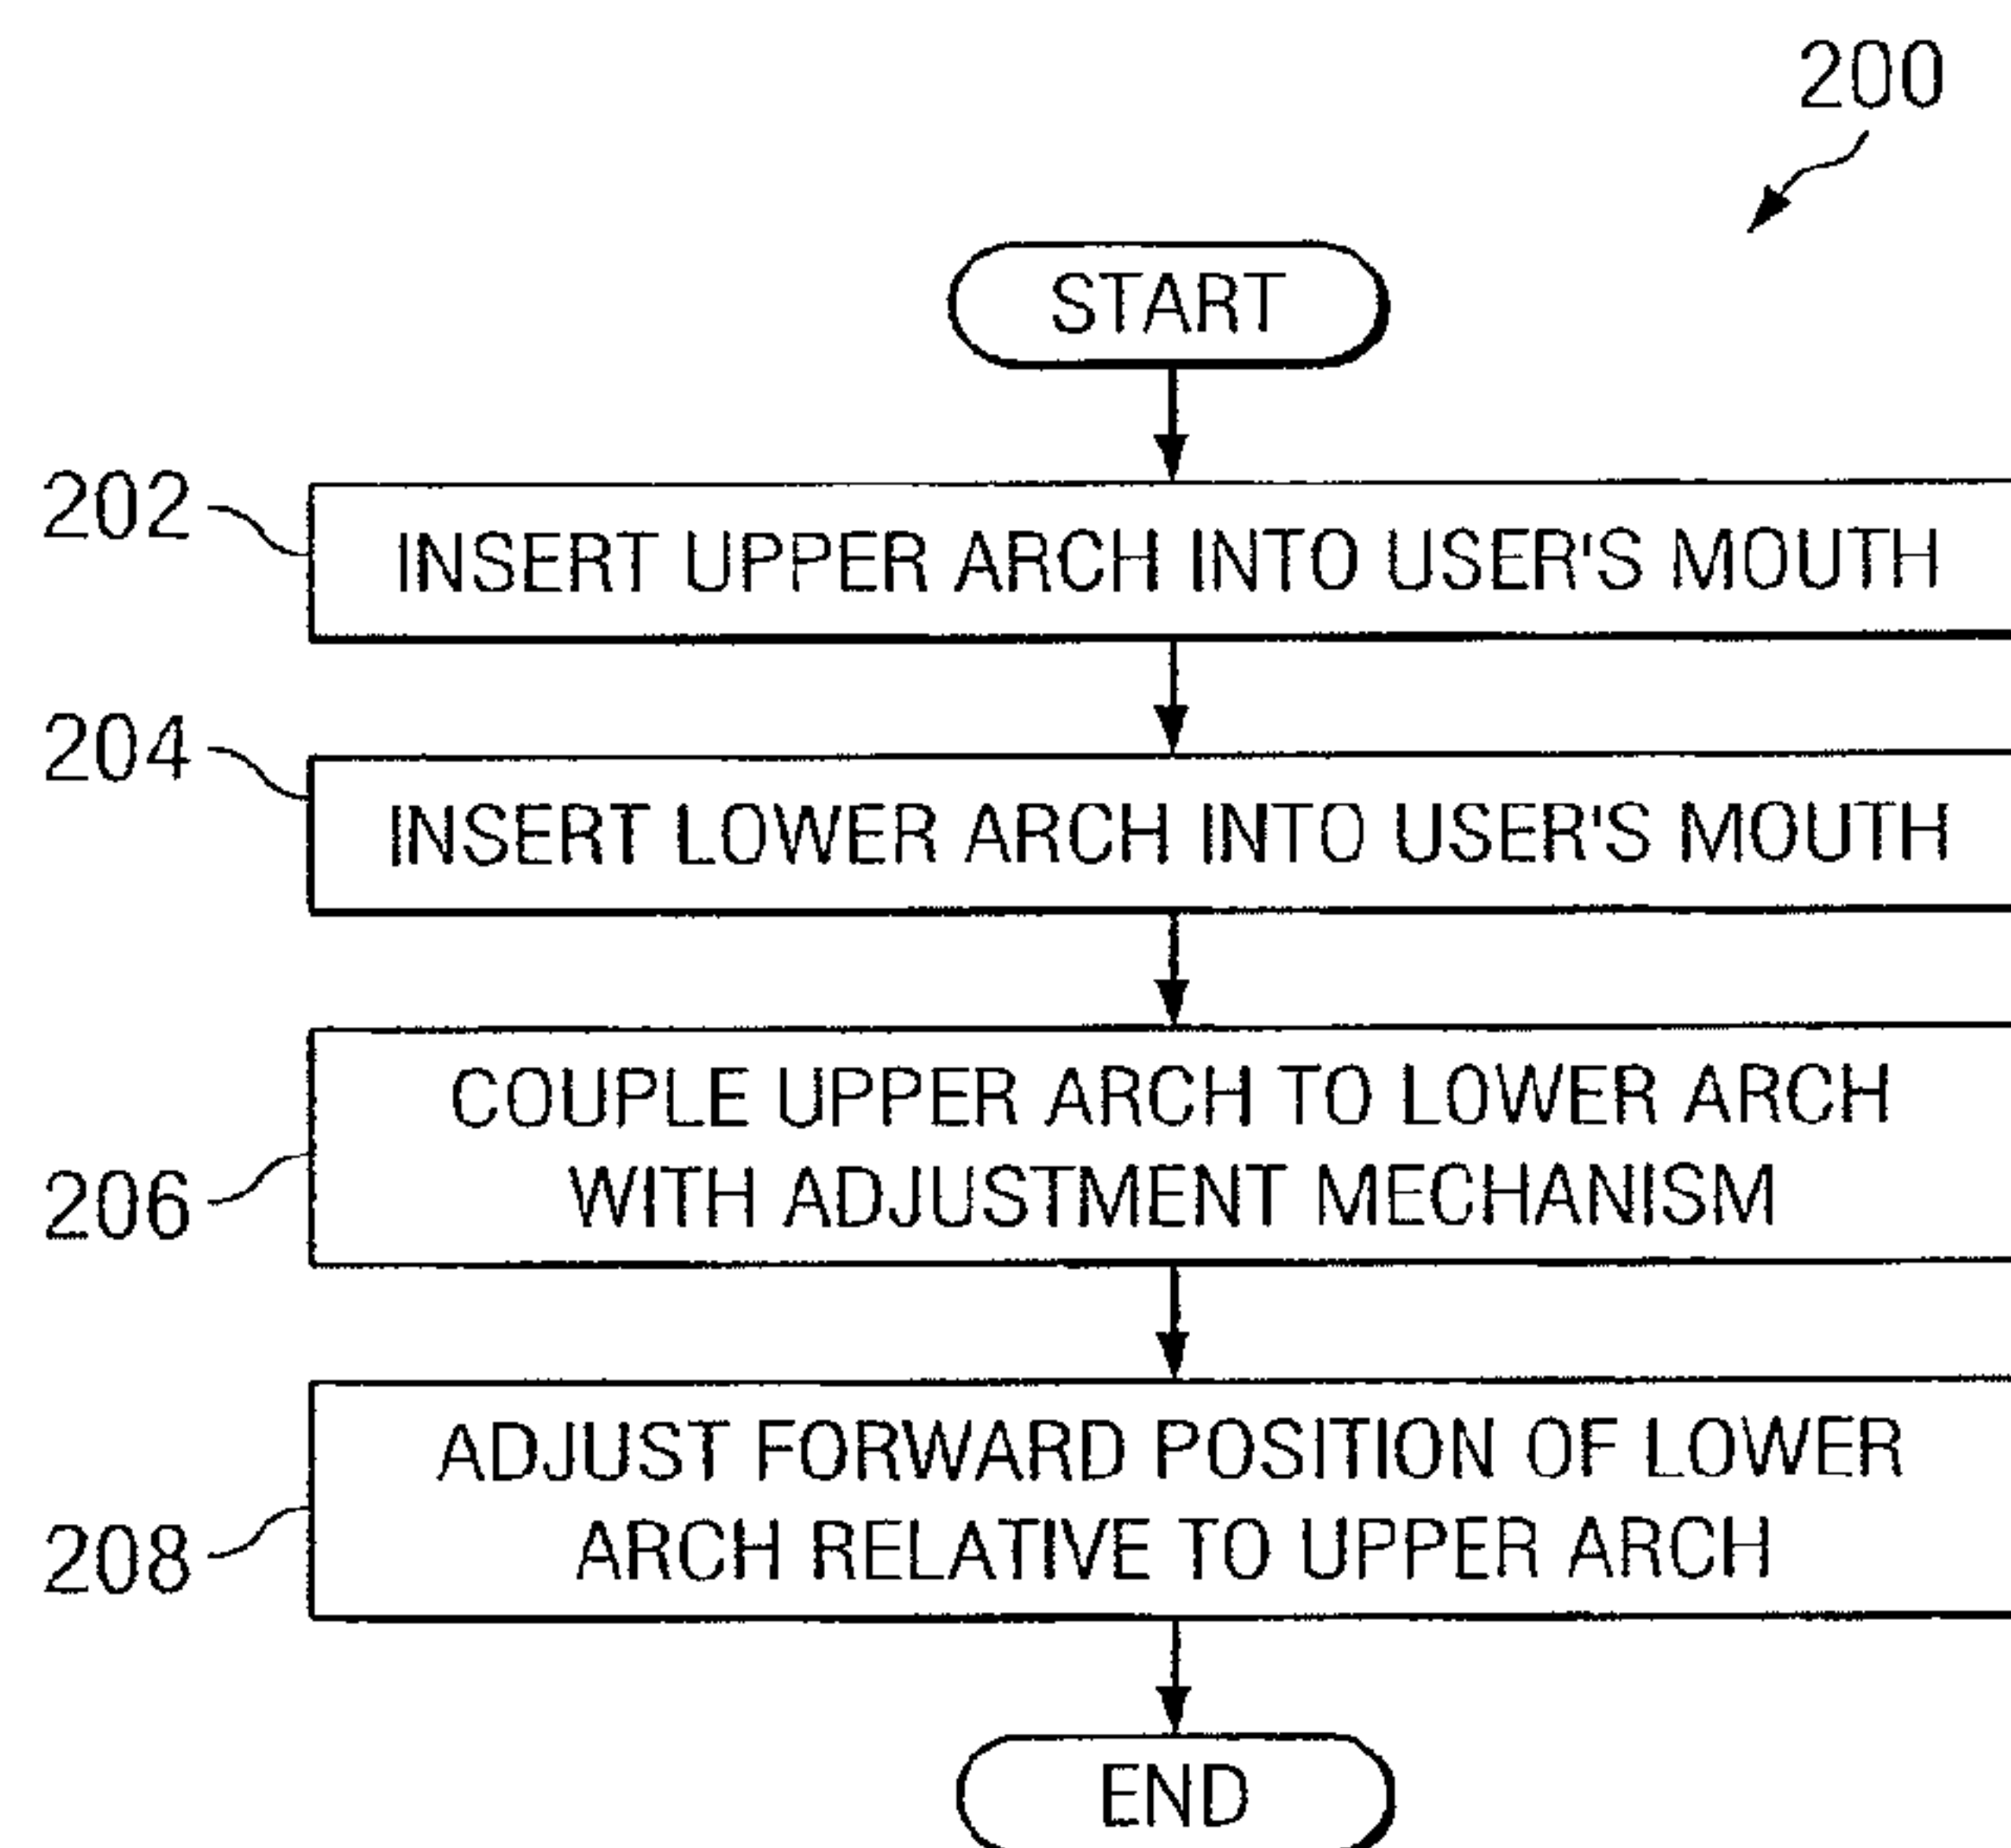 200
START
202
INSERT UPPER ARCH INTO USER'S MOUTH
204
INSERT LOWER ARCH INTO USER'S MOUTH
206
COUPLE UPPER ARCH TO LOWER ARCH
WITH ADJUSTMENT MECHANISM
208
ADJUST FORWARD POSITION OF LOWER
ARCH RELATIVE TO UPPER ARCH
END